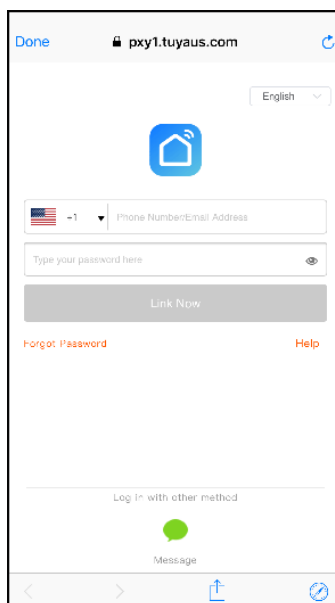 Done pxy1.tuyaus.com
English
-1 Phone Number/Email Address
Type your password here
Link Now
Forgot Password Help
Log in with other method
Message